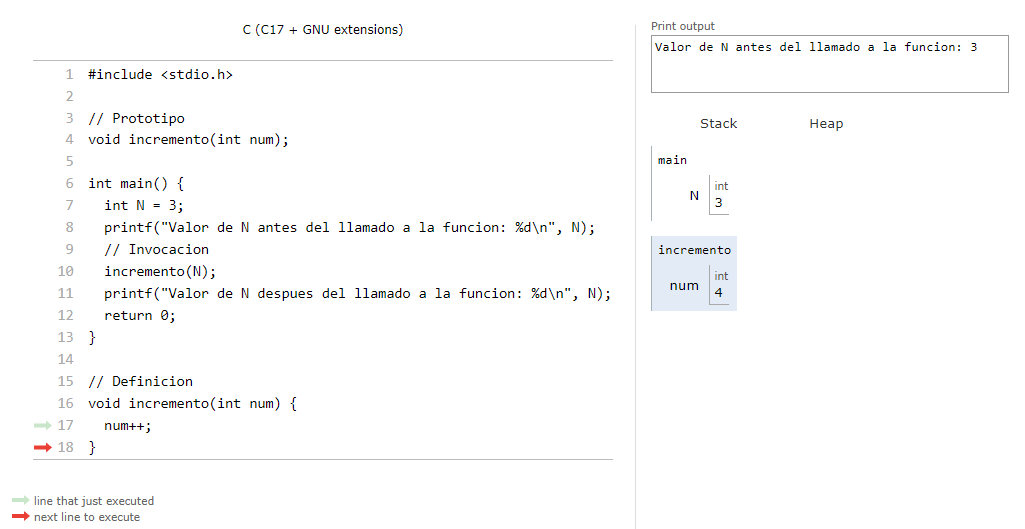 C (C17 + GNU extensions)
1 #include <stdio.h>
2
3 // Prototipo
4 void incremento(int num);
5
6 int main() {
7   int N = 3;
8   printf("Valor de N antes del llamado a la funcion: %d\n", N);
9   // Invocacion
10   incremento(N);
11   printf("Valor de N despues del llamado a la funcion: %d\n", N);
12   return 0;
13 }
14
15 // Definicion
16 void incremento(int num) {
17   num++;
18 }
line that just executed
next line to execute
Print output
Valor de N antes del llamado a la funcion: 3
Stack Heap
main
int
N 3
incremento
int
num 4